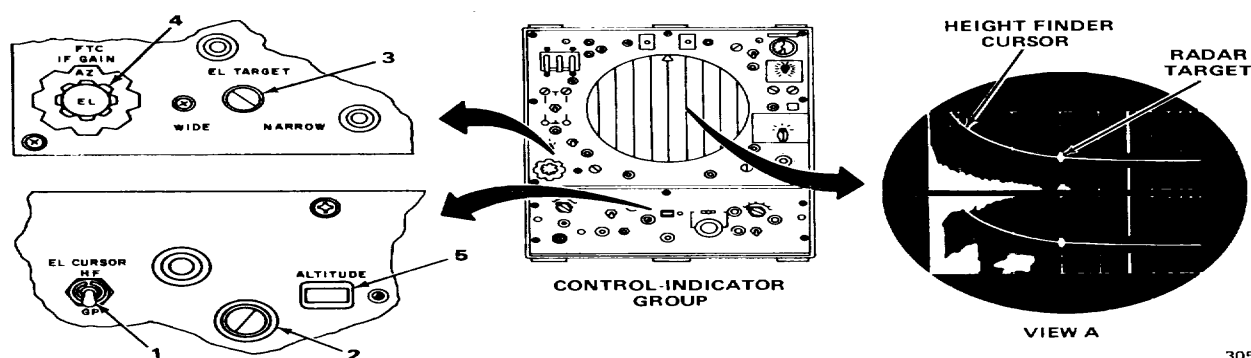 4
FTC
IF GAIN
AZ
EL
EL TARGET
3
WIDE
NARROW
EL CURSOR
HF
GP
1
2
ALTITUDE
5
CONTROL-INDICATOR
GROUP
HEIGHT FINDER
CURSOR
RADAR
TARGET
VIEW A